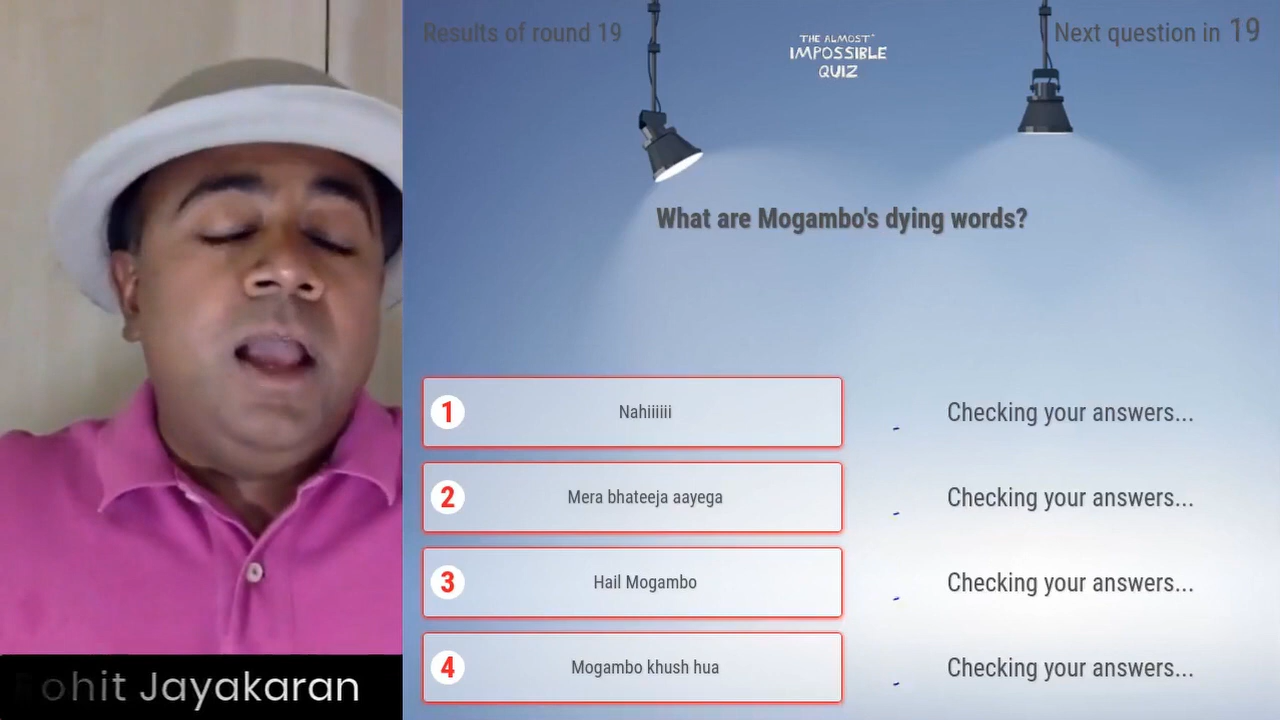 Results of round 19
THE ALMOST
IMPOSSIBLE
QUIZ
Next question in 19
What are Mogambo's dying words?
1 Nahiiiiii
Checking your answers...
2 Mera bhateeja aayega
Checking your answers...
3 Hail Mogambo
Checking your answers...
4 Mogambo khush hua
Checking your answers...
Rohit Jayakaran